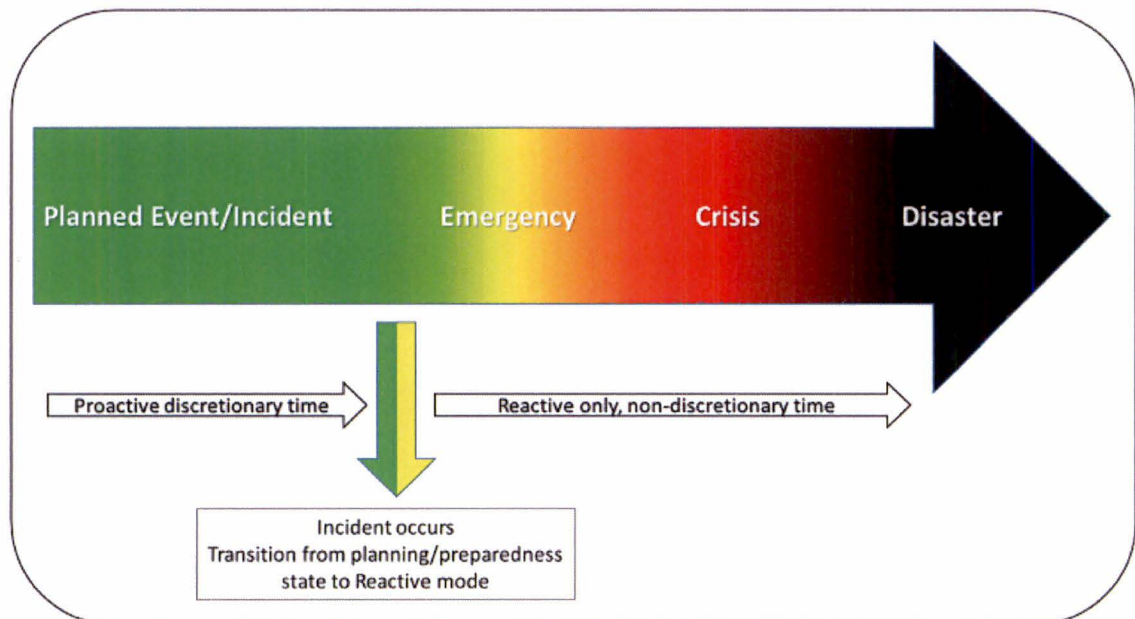 Planned Event/Incident Emergency Crisis Disaster
Proactive discretionary time Reactive only, non-discretionary time
Incident occurs
Transition from planning/preparedness
state to Reactive mode